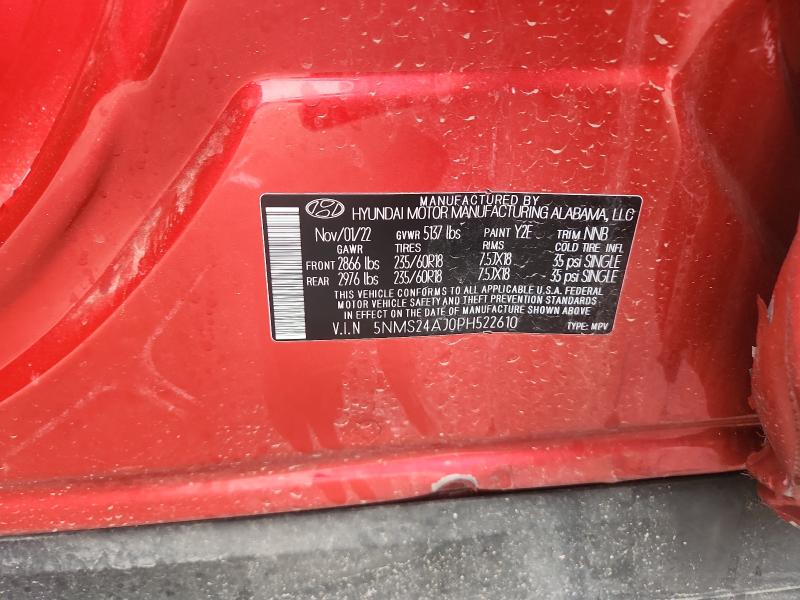 MANUFACTURED BY
HYUNDAI MOTOR MANUFACTURING ALABAMA, LLC
Nov/01/22 GVWR 5137 lbs PAINT Y2E TRIM NNB
GAWR TIRES RIMS COLD TIRE INFL
FRONT 2866 lbs 235/60R18 7.5JX18 35 psi SINGLE
REAR 2976 lbs 235/60R18 7.5JX18 35 psi SINGLE
THIS VEHICLE CONFORMS TO ALL APPLICABLE U.S.A. FEDERAL
MOTOR VEHICLE SAFETY AND THEFT PREVENTION STANDARDS
IN EFFECT ON THE DATE OF MANUFACTURE SHOWN ABOVE
V.I.N 5NMS24AJ0PH522610 TYPE: MPV